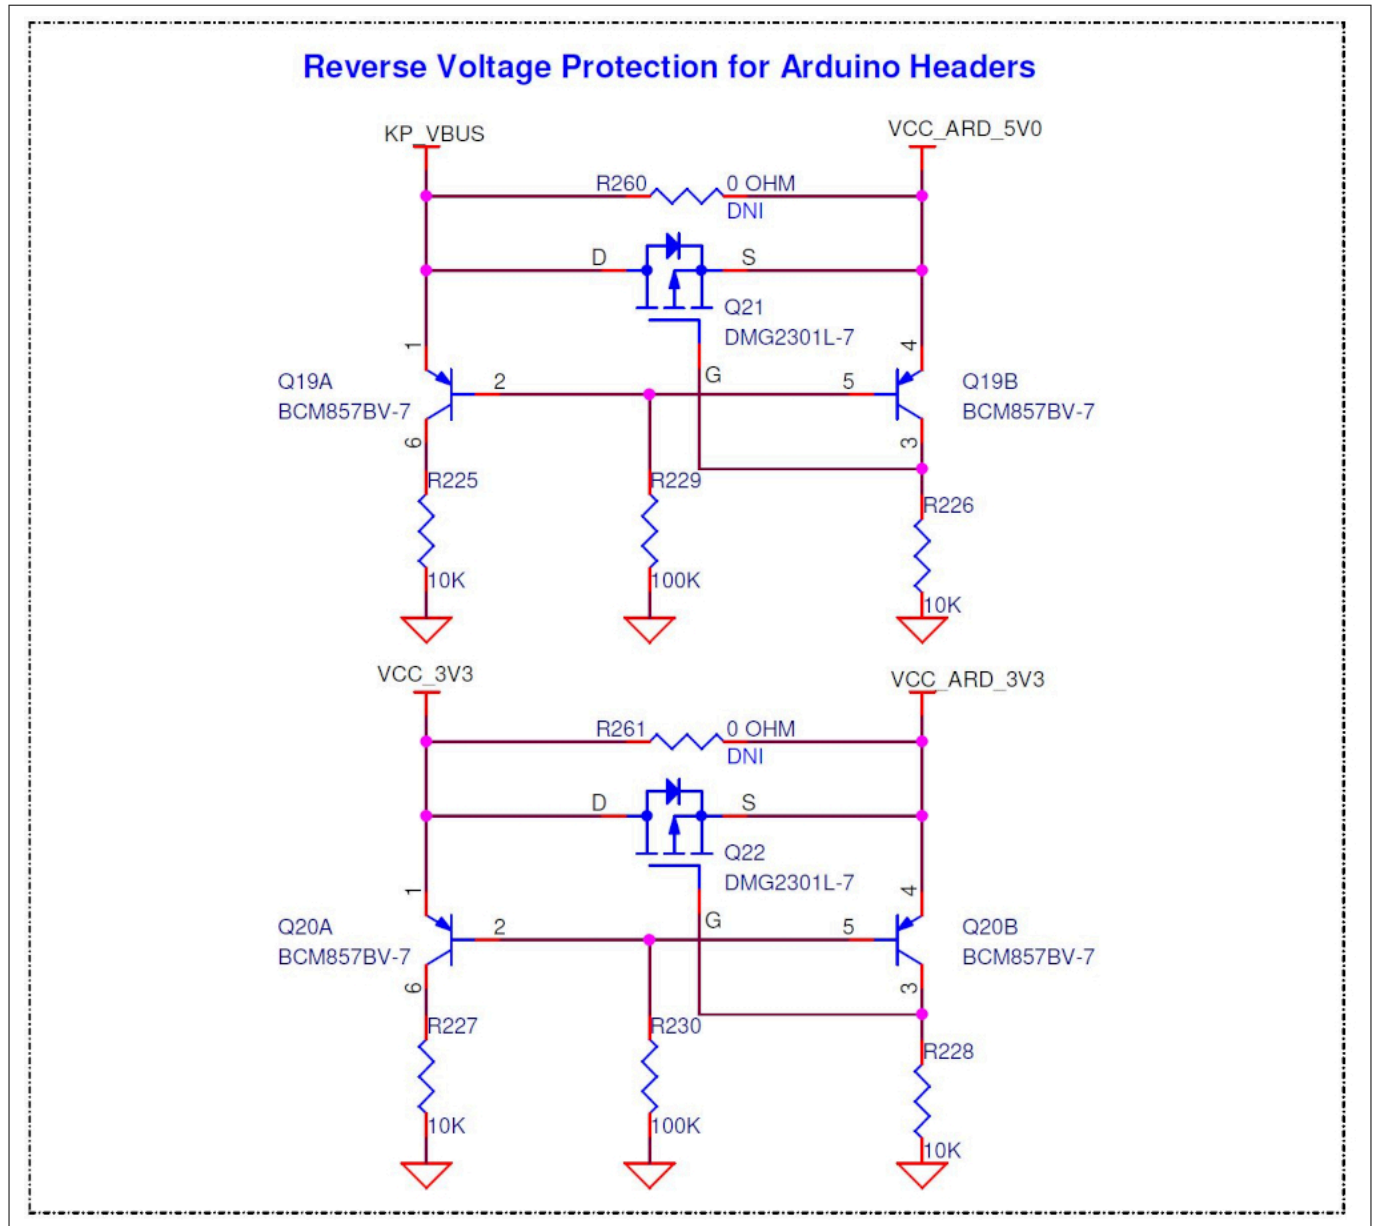 Reverse Voltage Protection for Arduino Headers
KP_VBUS
VCC_ARD_5V0
R260
0 OHM
DNI
D
S
Q21
DMG2301L-7
G
1
4
Q19A
BCM857BV-7
2
5
Q19B
BCM857BV-7
6
3
R225
R229
R226
10K
100K
10K
VCC_3V3
VCC_ARD_3V3
R261
0 OHM
DNI
D
S
Q22
DMG2301L-7
G
1
4
Q20A
BCM857BV-7
2
5
Q20B
BCM857BV-7
6
3
R227
R230
R228
10K
100K
10K